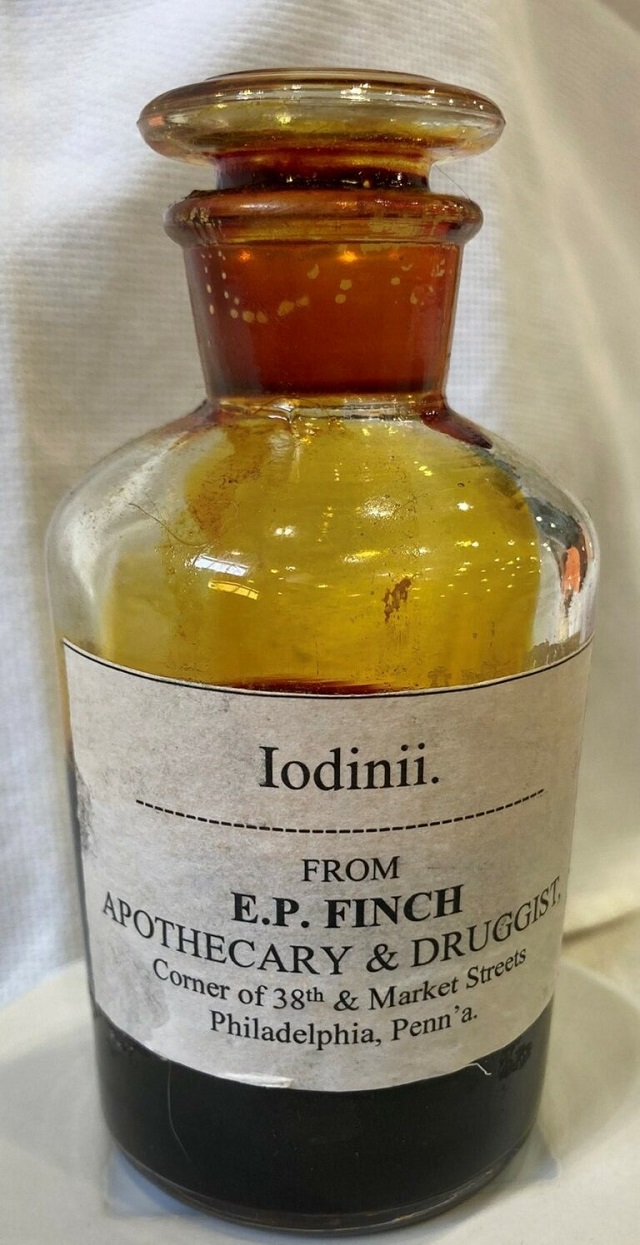 Iodinii.
FROM
E.P. FINCH
APOTHECARY & DRUGGIST,
Corner of 38th & Market Streets
Philadelphia, Penn'a.